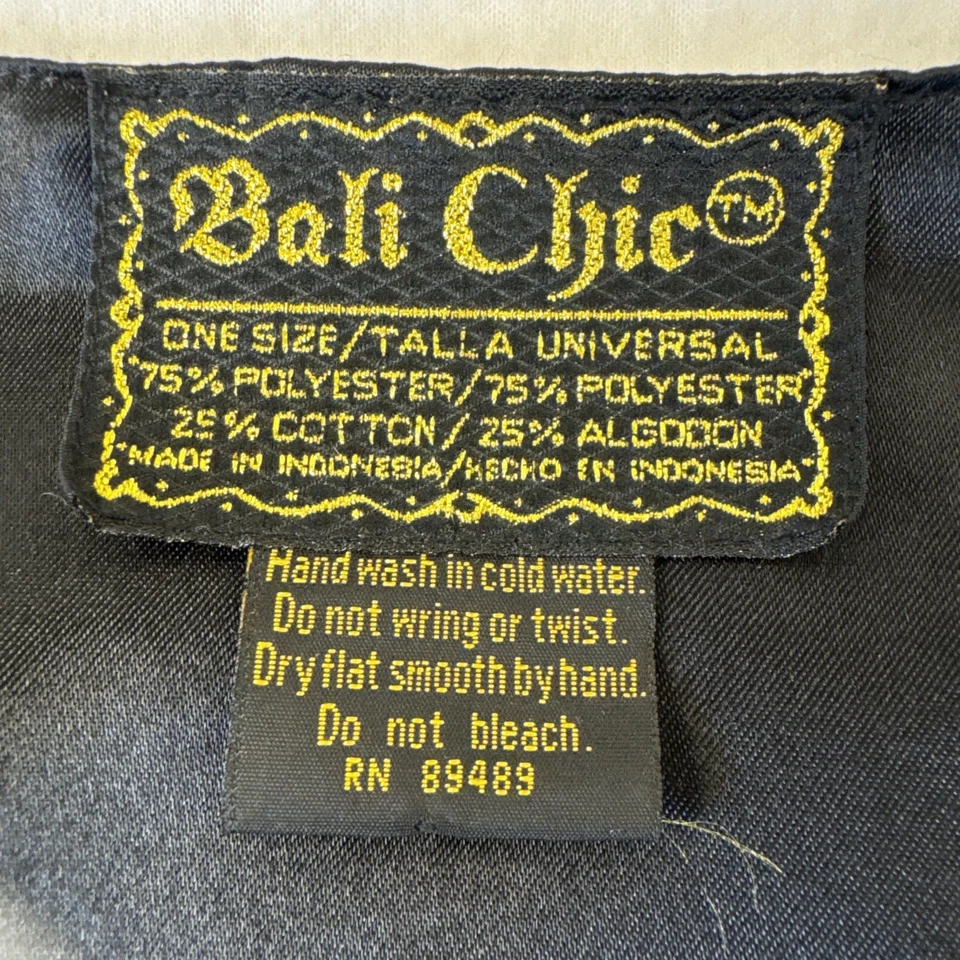 Bali Chic TM
ONE SIZE/TALLA UNIVERSAL
75% POLYESTER/75% POLYESTER
25% COTTON/25% ALGODON
MADE IN INDONESIA/HECHO EN INDONESIA
Hand wash in cold water.
Do not wring or twist.
Dry flat smooth by hand.
Do not bleach.
RN 89489